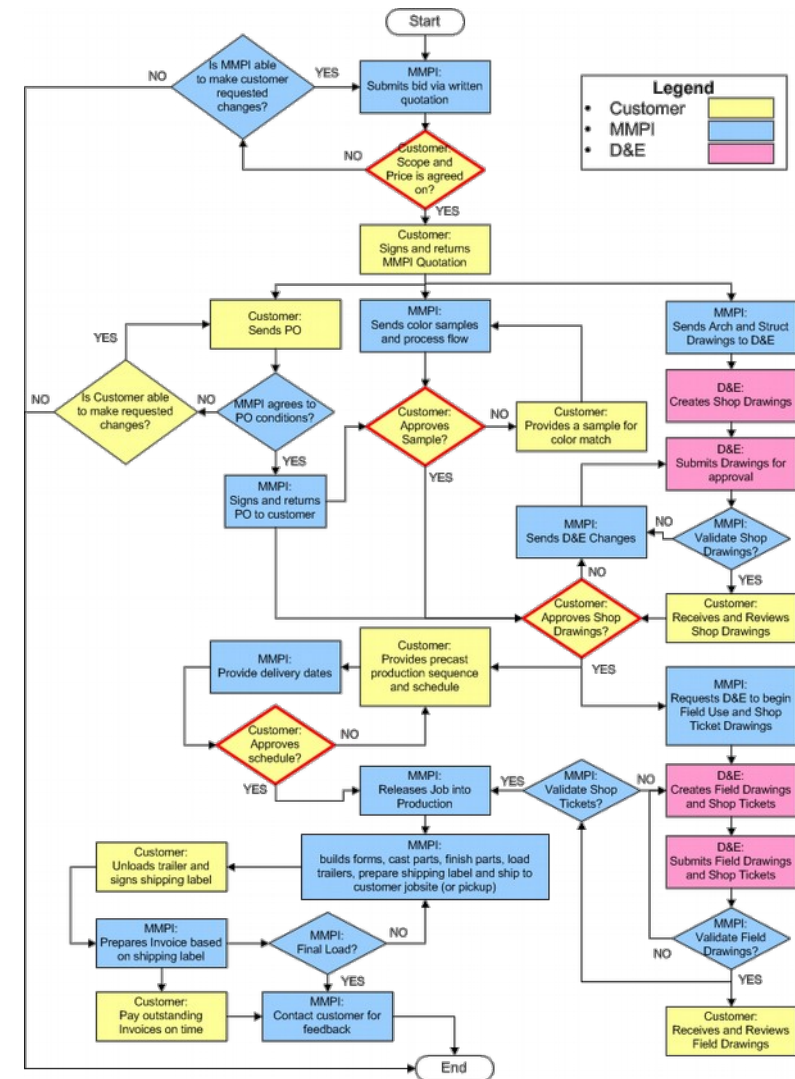 Start
Is MMPI able
to make customer
requested
changes?
NO
YES
MMPI:
Submits bid via written
quotation
Legend
• Customer
• MMPI
• D&E
Customer:
Scope and
Price is agreed
on?
NO
YES
Customer:
Signs and returns
MMPI Quotation
Customer:
Sends PO
MMPI:
Sends color samples
and process flow
MMPI:
Sends Arch and Struct
Drawings to D&E
YES
NO
Is Customer able
to make requested
changes?
NO
MMPI agrees to
PO conditions?
YES
Customer:
Approves
Sample?
NO
YES
Customer:
Provides a sample for
color match
D&E:
Creates Shop Drawings
D&E:
Submits Drawings for
approval
MMPI:
Signs and returns
PO to customer
MMPI:
Sends D&E Changes
NO
MMPI:
Validate Shop
Drawings?
YES
NO
Customer:
Approves Shop
Drawings?
YES
Customer:
Receives and Reviews
Shop Drawings
MMPI:
Provide delivery dates
Customer:
Provides precast
production sequence
and schedule
MMPI:
Requests D&E to begin
Field Use and Shop
Ticket Drawings
Customer:
Approves
schedule?
NO
YES
MMPI:
Releases Job into
Production
YES
MMPI:
Validate Shop
Tickets?
NO
D&E:
Creates Field Drawings
and Shop Tickets
Customer:
Unloads trailer and
signs shipping label
MMPI:
builds forms, cast parts, finish parts, load
trailers, prepare shipping label and ship to
customer jobsite (or pickup)
D&E:
Submits Field Drawings
and Shop Tickets
MMPI:
Prepares Invoice based
on shipping label
MMPI:
Final Load?
NO
YES
MMPI:
Validate Field
Drawings?
NO
YES
Customer:
Pay outstanding
Invoices on time
MMPI:
Contact customer for
feedback
Customer:
Receives and Reviews
Field Drawings
End